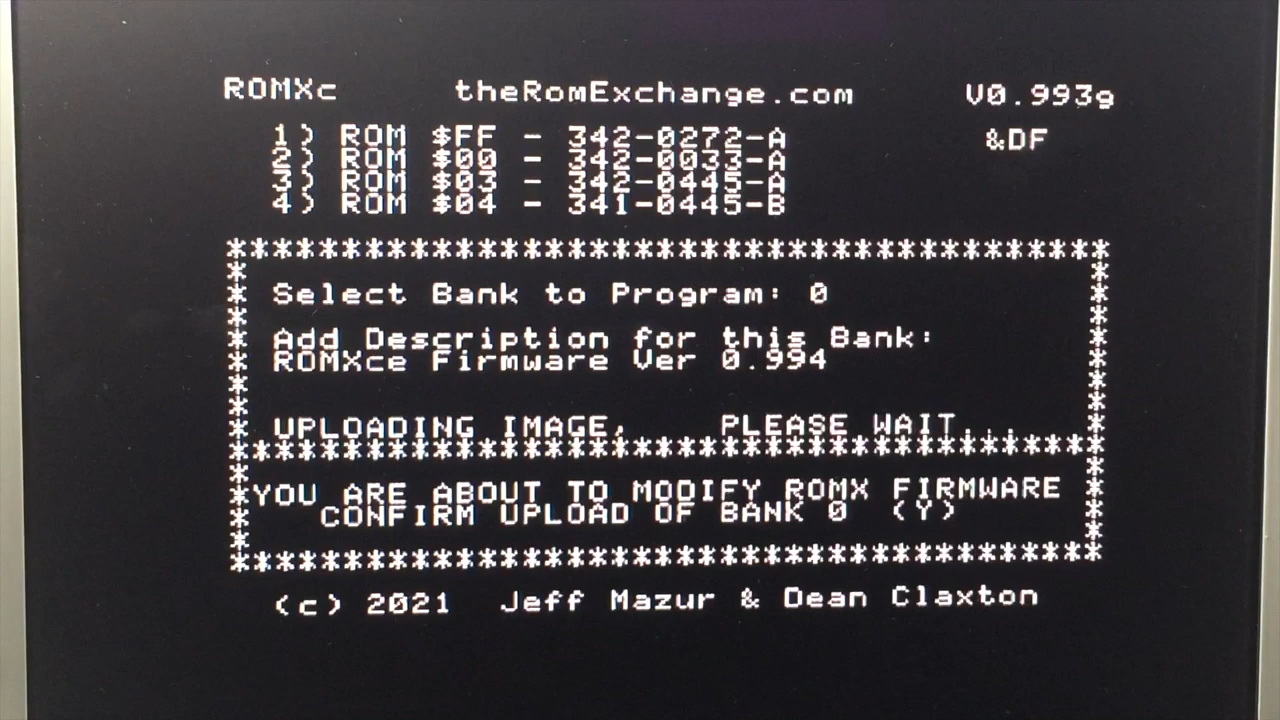 ROMXc theRomExchange.com V0.993g
1) ROM $FF - 342-0272-A &DF
2) ROM $00 - 342-0033-A
3) ROM $03 - 342-0445-A
4) ROM $04 - 341-0445-B
****************************************
Select Bank to Program: 0
Add Description for this Bank:
ROMXce Firmware Ver 0.994
UPLOADING IMAGE, PLEASE WAIT...
****************************************
YOU ARE ABOUT TO MODIFY ROMX FIRMWARE
CONFIRM UPLOAD OF BANK 0 (Y)
****************************************
(c) 2021 Jeff Mazur & Dean Claxton